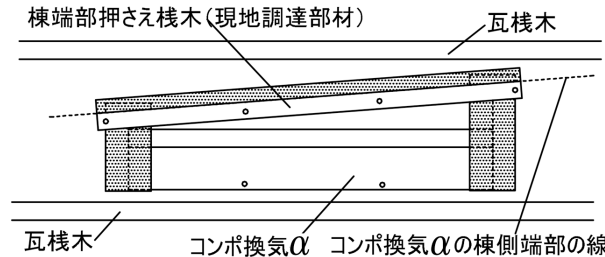 棟端部押さえ桟木(現地調達部材)
瓦桟木
瓦桟木
コンポ換気α
コンポ換気αの棟側端部の線